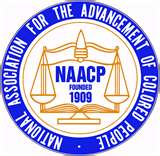 NATIONAL ASSOCIATION FOR THE ADVANCEMENT OF COLORED PEOPLE
NAACP
FOUNDED
1909